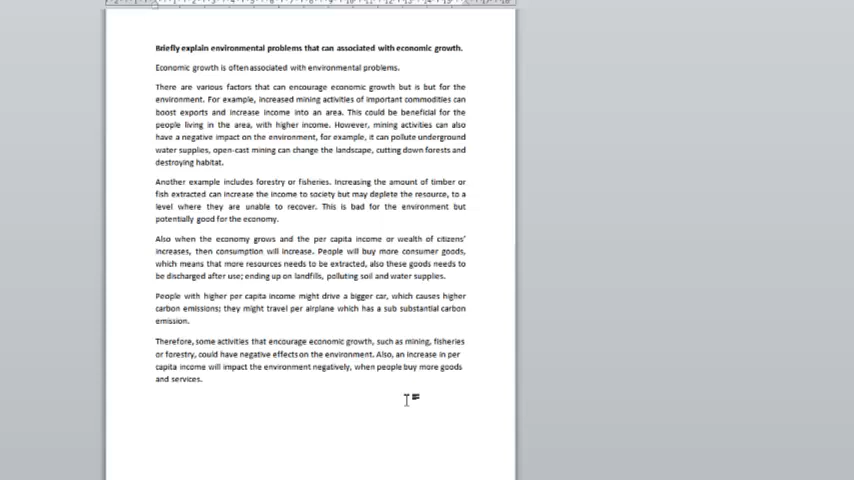 Briefly explain environmental problems that can associated with economic growth.
Economic growth is often associated with environmental problems.
There are various factors that can encourage economic growth but is but for the
environment. For example, increased mining activities of important commodities can
boost exports and increase income into an area. This could be beneficial for the
people living in the area, with higher income. However, mining activities can also
have a negative impact on the environment, for example, it can pollute underground
water supplies, open-cast mining can change the landscape, cutting down forests and
destroying habitat.
Another example includes forestry or fisheries. Increasing the amount of timber or
fish extracted can increase the income to society but may deplete the resource, to a
level where they are unable to recover. This is bad for the environment but
potentially good for the economy.
Also when the economy grows and the per capita income or wealth of citizens'
increases, then consumption will increase. People will buy more consumer goods,
which means that more resources needs to be extracted, also these goods needs to
be discharged after use; ending up on landfills, polluting soil and water supplies.
People with higher per capita income might drive a bigger car, which causes higher
carbon emissions; they might travel per airplane which has a sub substantial carbon
emission.
Therefore, some activities that encourage economic growth, such as mining, fisheries
or forestry, could have negative effects on the environment. Also, an increase in per
capita income will impact the environment negatively, when people buy more goods
and services.